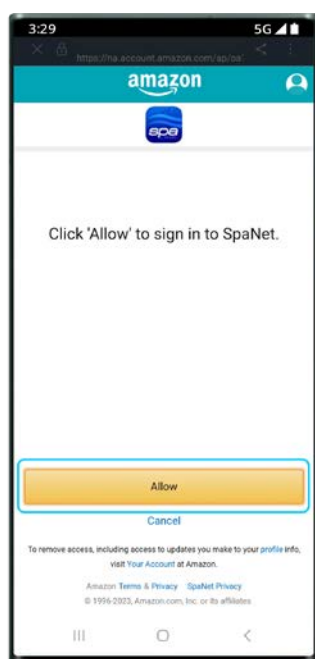 3:29 5G
https://na.account.amazon.com/ap/oa
amazon
spa
Click 'Allow' to sign in to SpaNet.
Allow
Cancel
To remove access, including access to updates you make to your profile info,
visit Your Account at Amazon.
Amazon Terms & Privacy SpaNet Privacy
© 1996-2023, Amazon.com, Inc. or its affiliates